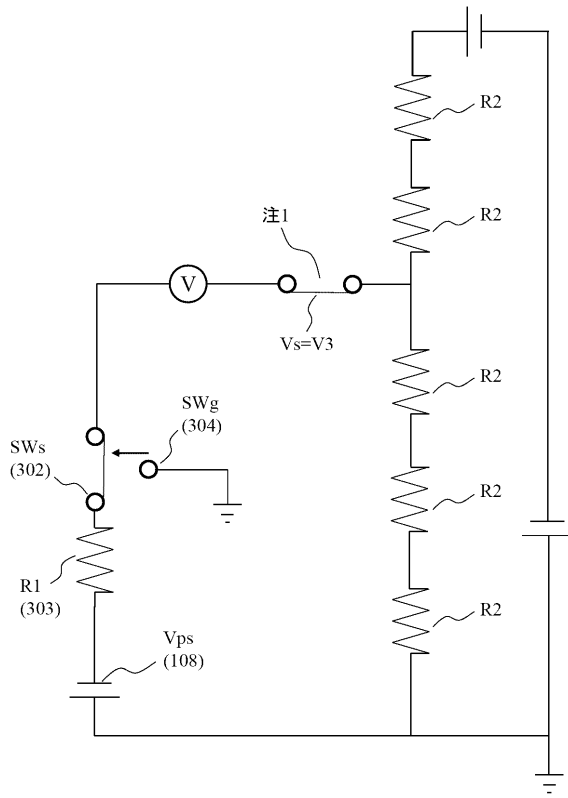 R2
R2
注1
V
Vs=V3
R2
SWg
(304)
SWs
(302)
R2
R1
(303)
R2
Vps
(108)